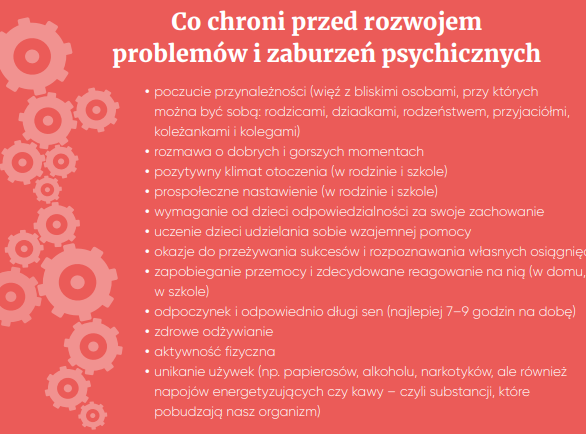 Co chroni przed rozwojem
problemów i zaburzeń psychicznych
• poczucie przynależności (więź z bliskimi osobami, przy których
można być sobą: rodzicami, dziadkami, rodzeństwem, przyjaciółmi,
koleżankami i kolegami)
• rozmawa o dobrych i gorszych momentach
• pozytywny klimat otoczenia (w rodzinie i szkole)
• prospołeczne nastawienie (w rodzinie i szkole)
• wymaganie od dzieci odpowiedzialności za swoje zachowanie
• uczenie dzieci udzielania sobie wzajemnej pomocy
• okazje do przeżywania sukcesów i rozpoznawania własnych
• zapobieganie przemocy i zdecydowane reagowanie na nią (w domu,
w szkole)
• odpoczynek i odpowiednio długi sen (najlepiej 7–9 godzin na dobę)
• zdrowe odżywianie
• aktywność fizyczna
• unikanie używek (np. papierosów, alkoholu, narkotyków, ale również
napojów energetyzujących czy kawy – czyli substancji, które
pobudzają nasz organizm)